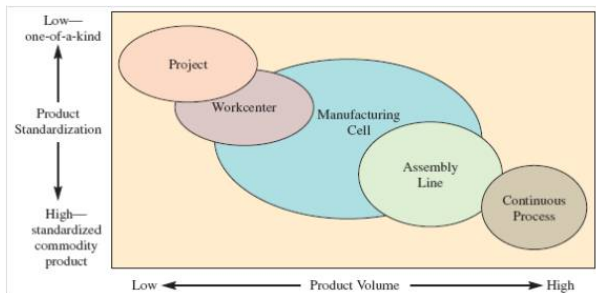 Low—
one-of-a-kind
Product
Standardization
High—
standardized
commodity
product
Project
Workcenter
Manufacturing
Cell
Assembly
Line
Continuous
Process
Low
Product Volume
High